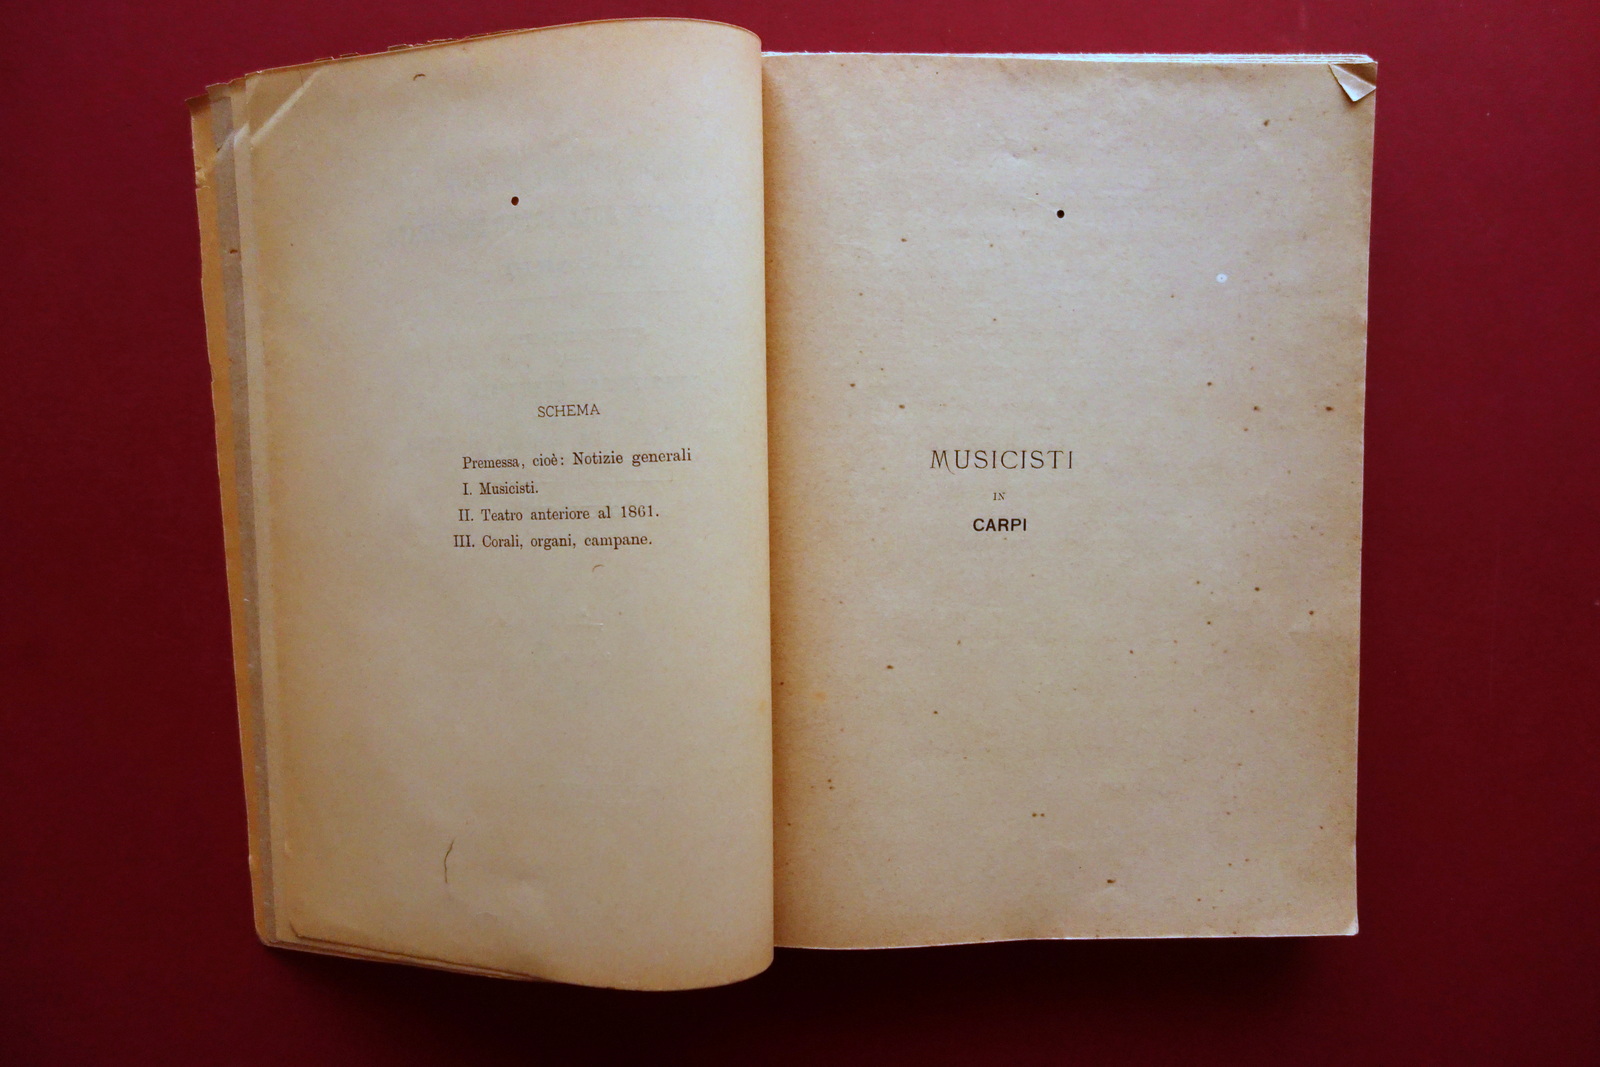 SCHEMA
Premessa, cioè: Notizie generali
I. Musicisti.
II. Teatro anteriore al 1861.
III. Corali, organi, campane.
MUSICISTI
IN
CARPI